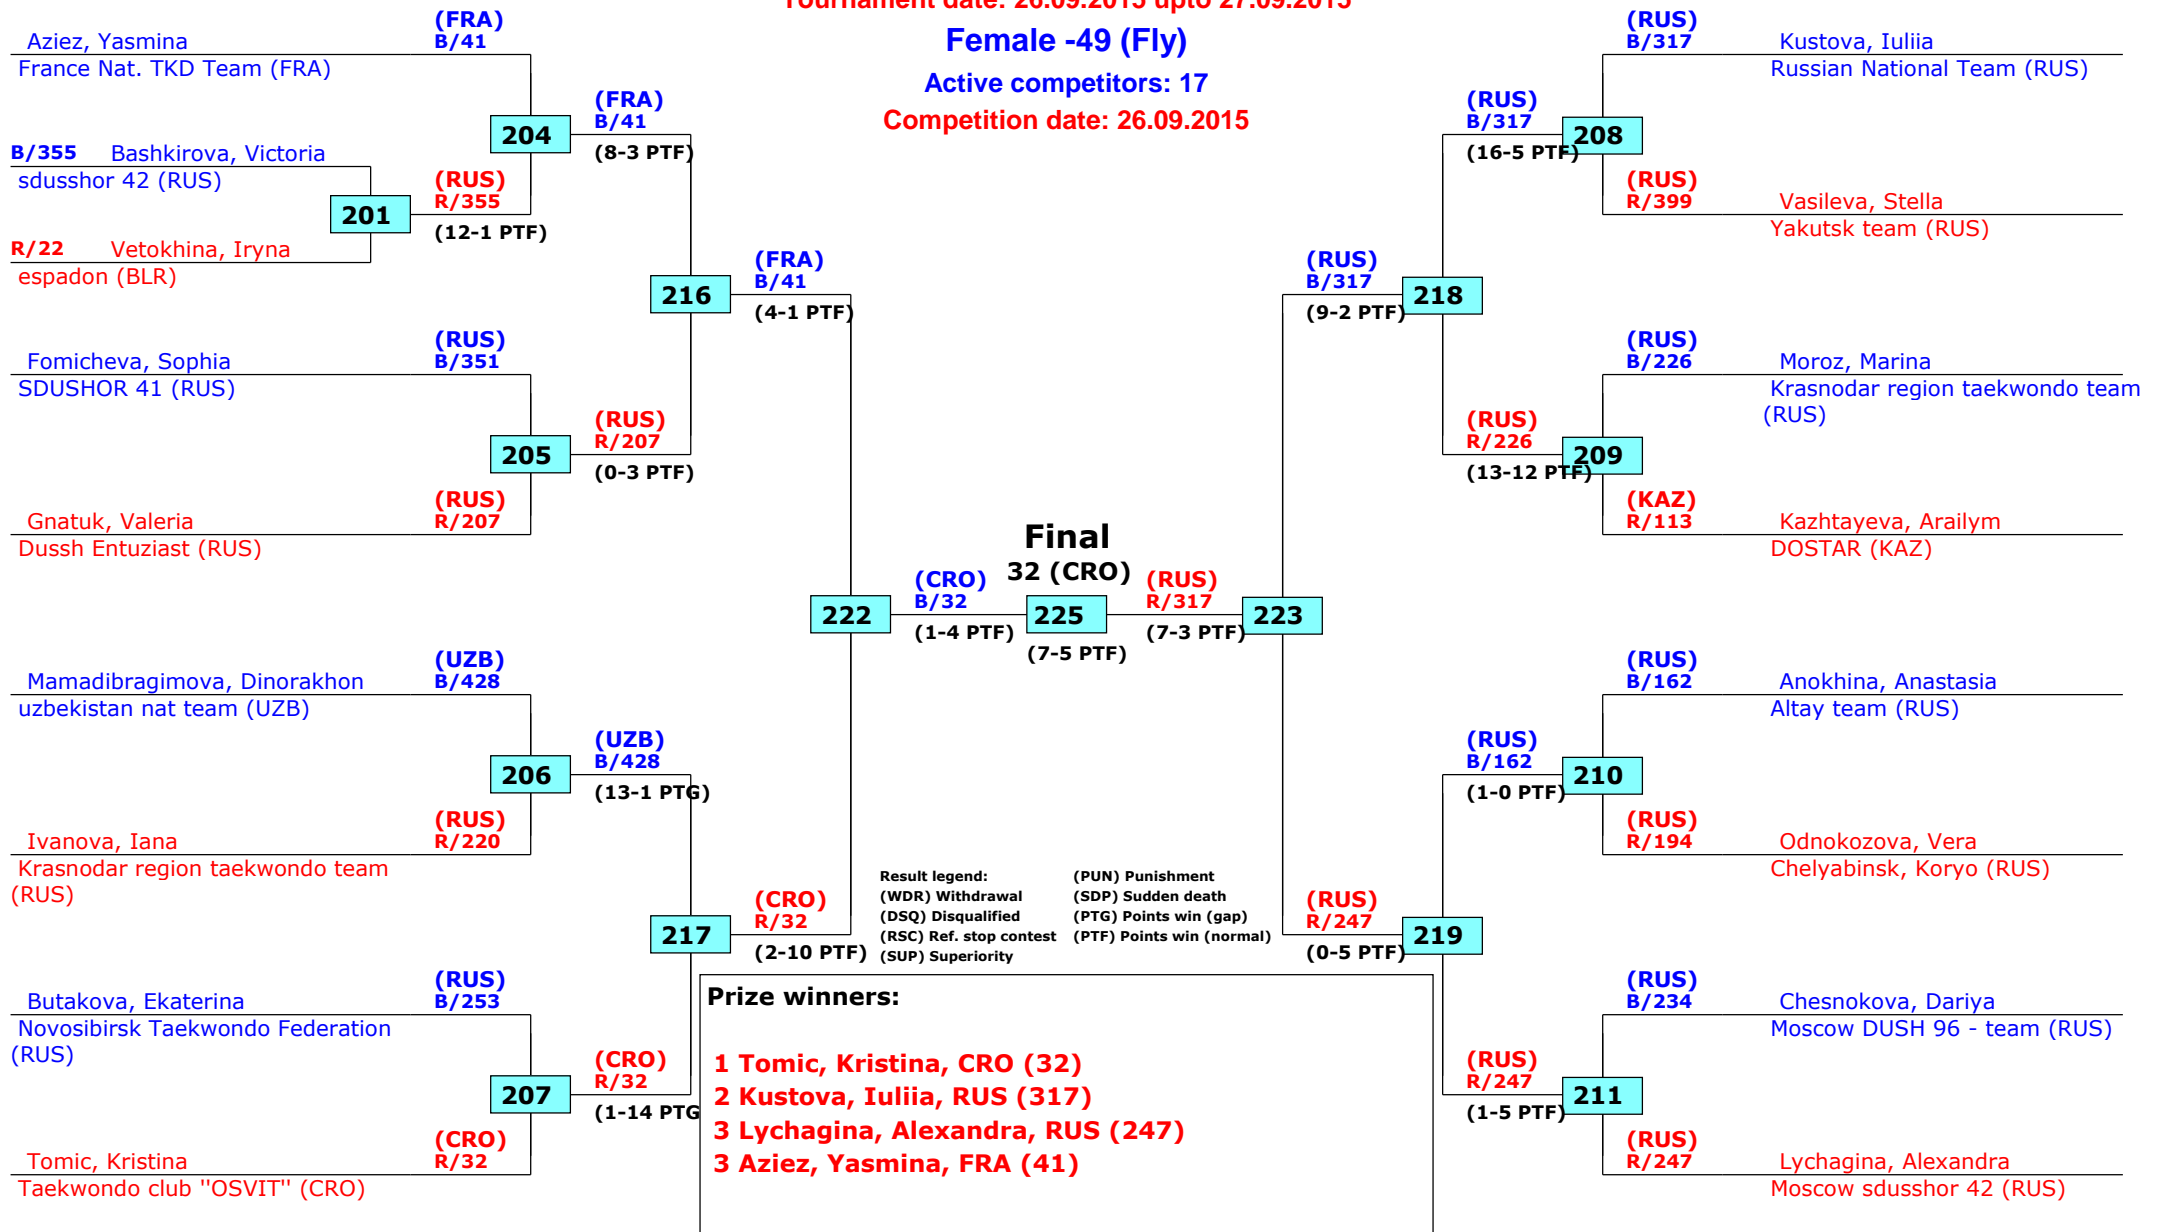 Tournament date: 26.09.2015 upto 27.09.2015
Female -49 (Fly)
Active competitors: 17
Competition date: 26.09.2015
Aziez, Yasmina
France Nat. TKD Team (FRA)
(FRA)
B/41
B/355 Bashkirova, Victoria
sdusshor 42 (RUS)
R/22 Vetokhina, Iryna
espadon (BLR)
201
(RUS)
R/355
(12-1 PTF)
204
(FRA)
B/41
(8-3 PTF)
Fomicheva, Sophia
SDUSHOR 41 (RUS)
(RUS)
B/351
Gnatuk, Valeria
Dussh Entuziast (RUS)
(RUS)
R/207
205
(RUS)
R/207
(0-3 PTF)
216
(FRA)
B/41
(4-1 PTF)
Mamadibragimova, Dinorakhon
uzbekistan nat team (UZB)
(UZB)
B/428
Ivanova, Iana
Krasnodar region taekwondo team
(RUS)
(RUS)
R/220
206
(UZB)
B/428
(13-1 PTG)
Butakova, Ekaterina
Novosibirsk Taekwondo Federation
(RUS)
(RUS)
B/253
Tomic, Kristina
Taekwondo club "OSVIT" (CRO)
(CRO)
R/32
207
(CRO)
R/32
(1-14 PTG
217
(CRO)
R/32
(2-10 PTF)
222
(CRO)
B/32
(1-4 PTF)
Final
32 (CRO)
225
(7-5 PTF)
(RUS)
R/317
(7-3 PTF)
223
(RUS)
B/317
(9-2 PTF)
218
(RUS)
B/317
(16-5 PTF)
208
(RUS)
B/317
Kustova, Iuliia
Russian National Team (RUS)
(RUS)
R/399
Vasileva, Stella
Yakutsk team (RUS)
(RUS)
R/226
(13-12 PTF)
209
(RUS)
B/226
Moroz, Marina
Krasnodar region taekwondo team
(RUS)
(KAZ)
R/113
Kazhtayeva, Arailym
DOSTAR (KAZ)
(RUS)
R/247
(0-5 PTF)
219
(RUS)
B/162
(1-0 PTF)
210
(RUS)
B/162
Anokhina, Anastasia
Altay team (RUS)
(RUS)
R/194
Odnokozova, Vera
Chelyabinsk, Koryo (RUS)
(RUS)
R/247
(1-5 PTF)
211
(RUS)
B/234
Chesnokova, Dariya
Moscow DUSH 96 - team (RUS)
(RUS)
R/247
Lychagina, Alexandra
Moscow sdusshor 42 (RUS)
Result legend: (PUN) Punishment
(WDR) Withdrawal (SDP) Sudden death
(DSQ) Disqualified (PTG) Points win (gap)
(RSC) Ref. stop contest (PTF) Points win (normal)
(SUP) Superiority
Prize winners:
1 Tomic, Kristina, CRO (32)
2 Kustova, Iuliia, RUS (317)
3 Lychagina, Alexandra, RUS (247)
3 Aziez, Yasmina, FRA (41)